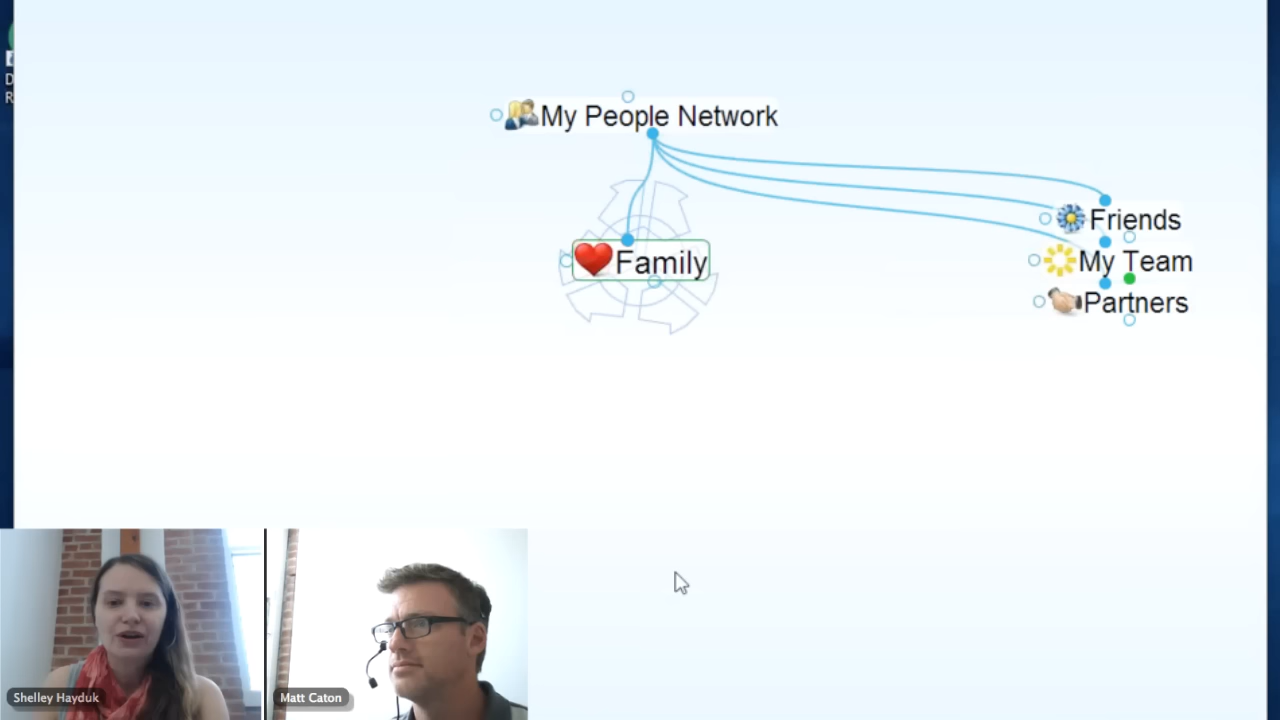 My People Network
Friends
Family
My Team
Partners
D
R
Shelley Hayduk
Matt Caton